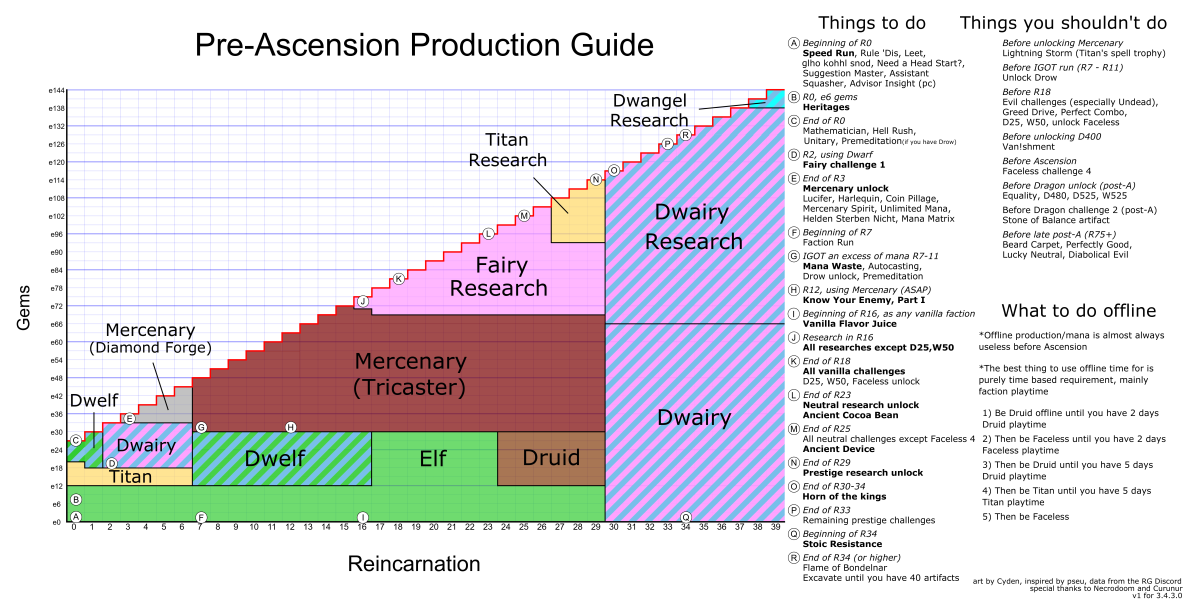 Pre-Ascension Production Guide
Gems
e144
e138
e132
e126
e120
e114
e108
e102
e96
e90
e84
e78
e72
e66
e60
e54
e48
e42
e36
e30
e24
e18
e12
e6
e0
0 1 2 3 4 5 6 7 8 9 10 11 12 13 14 15 16 17 18 19 20 21 22 23 24 25 26 27 28 29 30 31 32 33 34 35 36 37 38 39
Reincarnation
Dwangel
Research
Titan
Research
Dwairy
Research
Fairy
Research
Mercenary
(Diamond Forge)
Mercenary
(Tricaster)
Dwelf
Dwairy
Titan
Dwelf
Elf
Druid
Dwairy
A
B
C
D
E
F
G
H
I
J
K
L
M
N
O
P
R
Q
Things to do
A Beginning of R0
Speed Run, Rule 'Dis, Leet,
glho kohhl snod, Need a Head Start?,
Suggestion Master, Assistant
Squasher, Advisor Insight (pc)
B R0, e6 gems
Heritages
C End of R0
Mathematician, Hell Rush,
Unitary, Premeditation(if you have Drow)
D R2, using Dwarf
Fairy challenge 1
E End of R3
Mercenary unlock
Lucifer, Harlequin, Coin Pillage,
Mercenary Spirit, Unlimited Mana,
Helden Sterben Nicht, Mana Matrix
F Beginning of R7
Faction Run
G IGOT an excess of mana R7-11
Mana Waste, Autocasting,
Drow unlock, Premeditation
H R12, using Mercenary (ASAP)
Know Your Enemy, Part I
I Beginning of R16, as any vanilla faction
Vanilla Flavor Juice
J Research in R16
All researches except D25,W50
K End of R18
All vanilla challenges
D25, W50, Faceless unlock
L End of R23
Neutral research unlock
Ancient Cocoa Bean
M End of R25
All neutral challenges except Faceless 4
Ancient Device
N End of R29
Prestige research unlock
O End of R30-34
Horn of the kings
P End of R33
Remaining prestige challenges
Q Beginning of R34
Stoic Resistance
R End of R34 (or higher)
Flame of Bondelnar
Excavate until you have 40 artifacts
Things you shouldn't do
Before unlocking Mercenary
Lightning Storm (Titan's spell trophy)
Before IGOT run (R7 - R11)
Unlock Drow
Before R18
Evil challenges (especially Undead),
Greed Drive, Perfect Combo,
D25, W50, unlock Faceless
Before unlocking D400
Van!shment
Before Ascension
Faceless challenge 4
Before Dragon unlock (post-A)
Equality, D480, D525, W525
Before Dragon challenge 2 (post-A)
Stone of Balance artifact
Before late post-A (R75+)
Beard Carpet, Perfectly Good,
Lucky Neutral, Diabolical Evil
What to do offline
*Offline production/mana is almost always
useless before Ascension
*The best thing to use offline time for is
purely time based requirement, mainly
faction playtime
1) Be Druid offline until you have 2 days
Druid playtime
2) Then be Faceless until you have 2 days
Faceless playtime
3) Then be Druid until you have 5 days
Druid playtime
4) Then be Titan until you have 5 days
Titan playtime
5) Then be Faceless
art by Cyden, inspired by pseu, data from the RG Discord
special thanks to Necrodoom and Curunur
v1 for 3.4.3.0